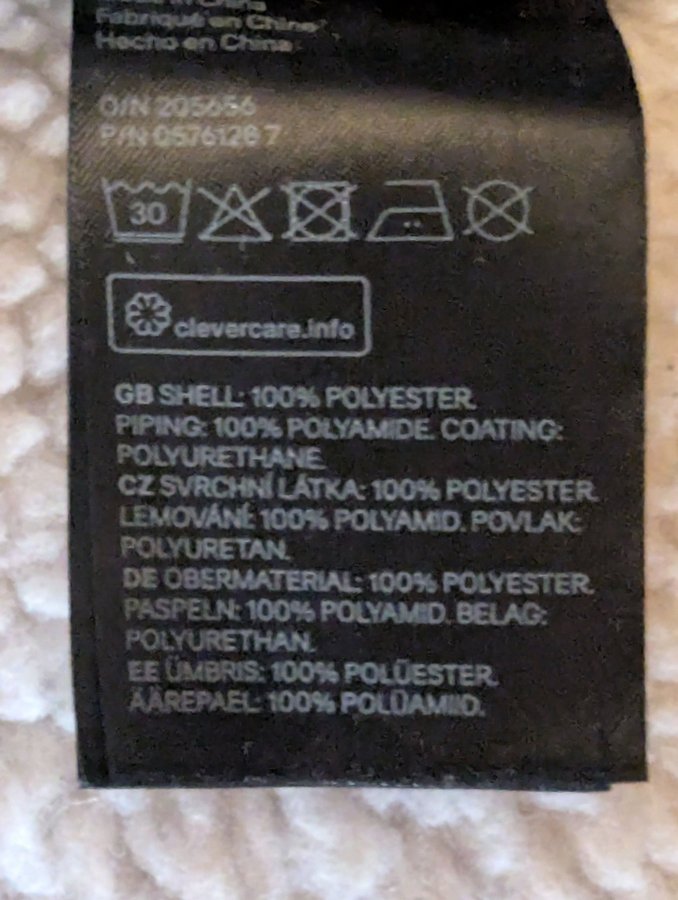 Fabriqué en Chine
Hecho en China
O/N 205656
P/N 0576128 7
30
clevercare.info
GB SHELL: 100% POLYESTER.
PIPING: 100% POLYAMIDE. COATING:
POLYURETHANE.
CZ SVRCHNÍ LÁTKA: 100% POLYESTER.
LEMOVÁNÍ: 100% POLYAMID. POVLAK:
POLYURETAN.
DE OBERMATERIAL: 100% POLYESTER.
PASPELN: 100% POLYAMID. BELAG:
POLYURETHAN.
EE ÜMBRIS: 100% POLÜESTER.
ÄÄREPAEL: 100% POLÜAMIID.